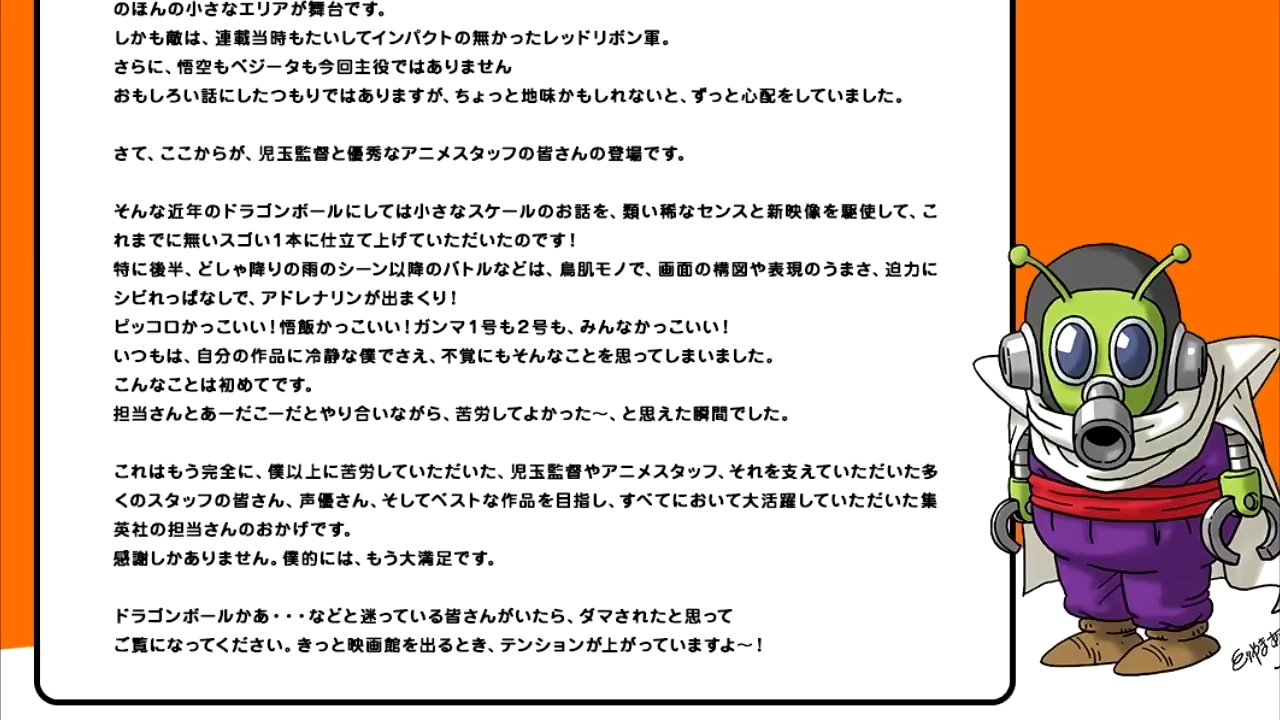 のほんの小さなエリアが舞台です。
しかも敵は、連載当時もたいしてインパクトの無かったレッドリボン軍。
さらに、悟空もベジータも今回主役ではありません
おもしろい話にしたつもりではありますが、ちょっと地味かもしれないと、ずっと心配をしていました。
さて、ここからが、児玉監督と優秀なアニメスタッフの皆さんの登場です。
そんな近年のドラゴンボールにしては小さなスケールのお話を、類い稀なセンスと新映像を駆使して、こ
れまでに無いスゴい1本に仕立て上げていただいたのです！
特に後半、どしゃ降りの雨のシーン以降のバトルなどは、鳥肌モノで、画面の構図や表現のうまさ、迫力に
シビれっぱなしで、アドレナリンが出まくり！
ピッコロかっこいい！悟飯かっこいい！ガンマ1号も2号も、みんなかっこいい！
いつもは、自分の作品に冷静な僕でさえ、不覚にもそんなことを思ってしまいました。
こんなことは初めてです。
担当さんとあーだこーだとやり合いながら、苦労してよかった〜、と思えた瞬間でした。
これはもう完全に、僕以上に苦労していただいた、児玉監督やアニメスタッフ、それを支えていただいた多
くのスタッフの皆さん、声優さん、そしてベストな作品を目指し、すべてにおいて大活躍していただいた集
英社の担当さんのおかげです。
感謝しかありません。僕的には、もう大満足です。
ドラゴンボールかあ・・・などと迷っている皆さんがいたら、ダマされたと思って
ご覧になってください。きっと映画館を出るとき、テンションが上がっていますよ〜！